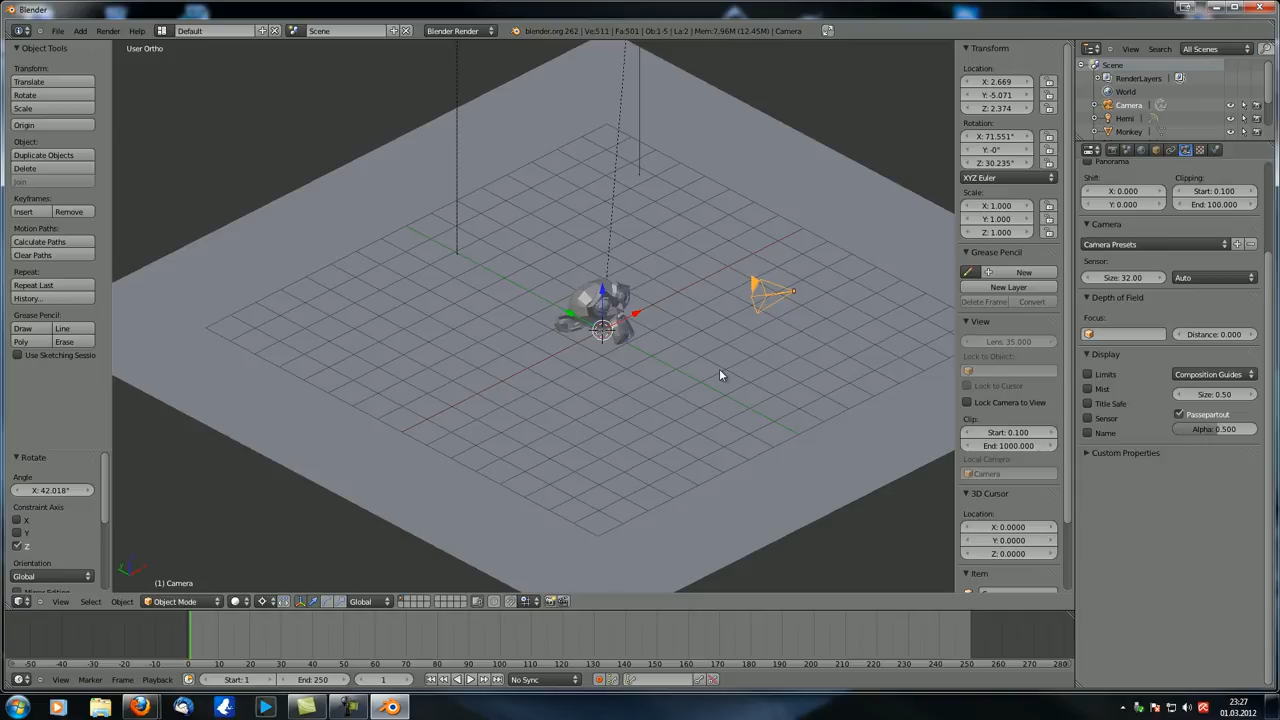 Blender
File Add Render Help Default Scene Blender Render blender.org 262 | Ve:511 | Fa:501 | Ob:1-5 | La:2 | Mem:7.96M (12.45M) | Camera
Object Tools
Transform:
Translate
Rotate
Scale
Origin
Object:
Duplicate Objects
Delete
Join
Keyframes:
Insert Remove
Motion Paths:
Calculate Paths
Clear Paths
Repeat:
Repeat Last
History...
Grease Pencil:
Draw Line
Poly Erase
Use Sketching Sessio
Rotate
Angle
X: 42.018°
Constraint Axis
X
Y
Z
Orientation
Global
User Ortho
(1) Camera
Transform
Location:
X: 2.669
Y: -5.071
Z: 2.374
Rotation:
X: 71.551°
Y: -0°
Z: 30.235°
XYZ Euler
Scale:
X: 1.000
Y: 1.000
Z: 1.000
Grease Pencil
New
New Layer
Delete Frame Convert
View
Lens: 35.000
Lock to Object:
Lock to Cursor
Lock Camera to View
Clip:
Start: 0.100
End: 1000.000
Local Camera:
Camera
3D Cursor
Location:
X: 0.0000
Y: 0.0000
Z: 0.0000
Item
View Search All Scenes
Scene
RenderLayers
World
Camera
Hemi
Monkey
Panorama
Shift: Clipping:
X: 0.000 Start: 0.100
Y: 0.000 End: 100.000
Camera
Camera Presets
Sensor:
Size: 32.00 Auto
Depth of Field
Focus:
Distance: 0.000
Display
Limits Composition Guides
Mist Size: 0.50
Title Safe Passepartout
Sensor Alpha: 0.500
Name
Custom Properties
View Select Object Object Mode Global
-50 -40 -30 -20 -10 0 10 20 30 40 50 60 70 80 90 100 110 120 130 140 150 160 170 180 190 200 210 220 230 240 250 260 270 280
View Marker Frame Playback Start: 1 End: 250 1 No Sync
23:27
01.03.2012